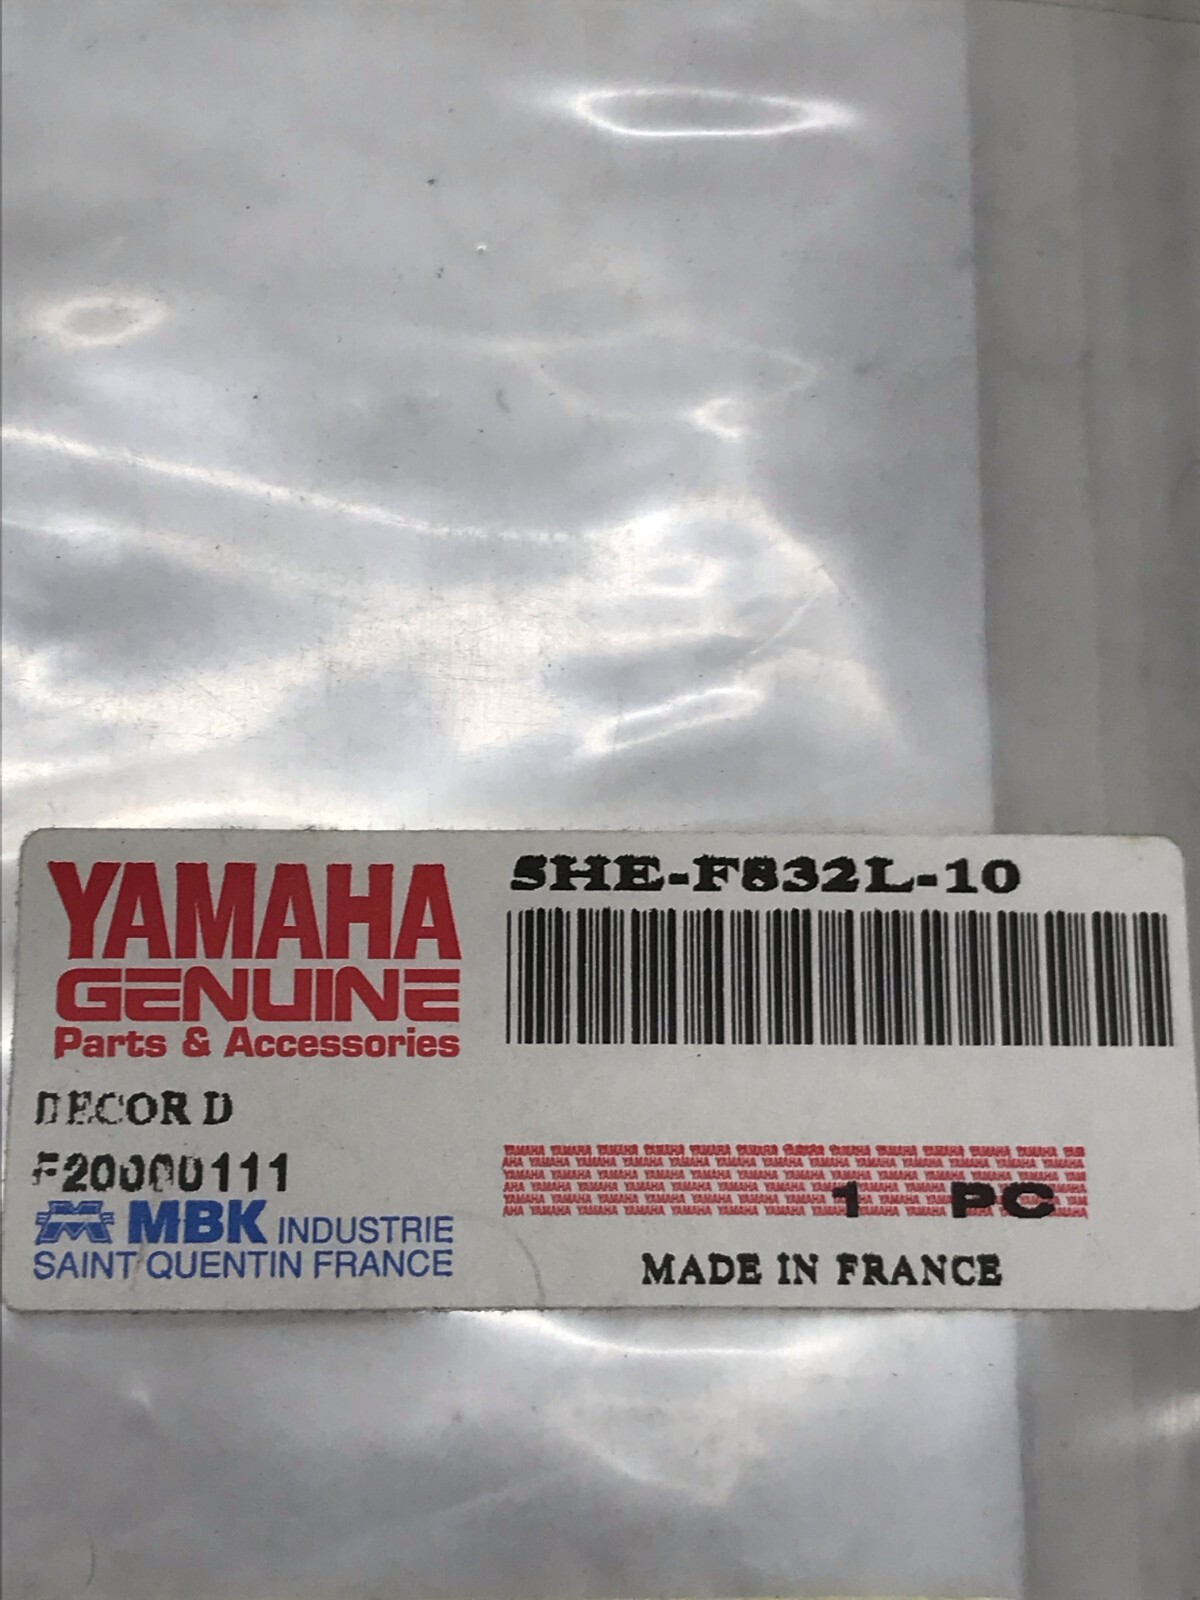 YAMAHA
GENUINE
Parts & Accessories
5HE-F832L-10
DECOR D
F20000111
MBK INDUSTRIE
SAINT QUENTIN FRANCE
1 PC
MADE IN FRANCE